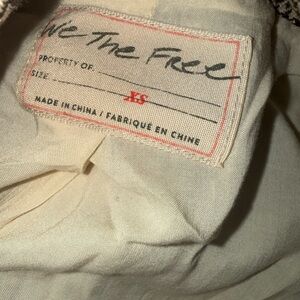 We The Free
PROPERTY OF
SIZE XS
MADE IN CHINA / FABRIQUÉ EN CHINE